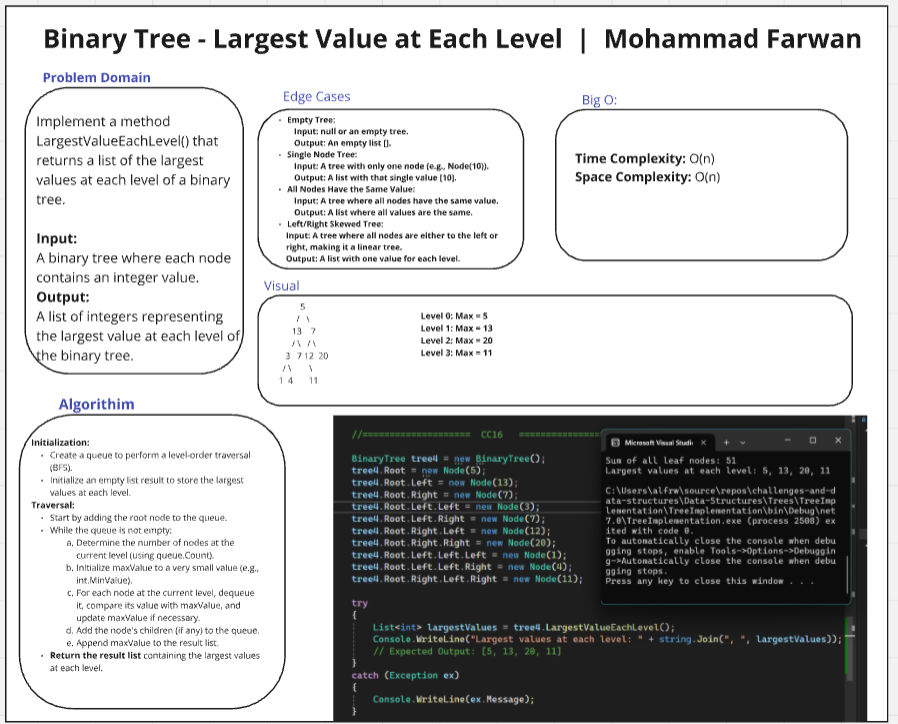 Binary Tree - Largest Value at Each Level | Mohammad Farwan
Problem Domain
Implement a method
LargestValueEachLevel() that
returns a list of the largest
values at each level of a binary
tree.
Input:
A binary tree where each node
contains an integer value.
Output:
A list of integers representing
the largest value at each level of
the binary tree.
Edge Cases
· Empty Tree:
Input: null or an empty tree.
Output: An empty list [].
· Single Node Tree:
Input: A tree with only one node (e.g., Node(10)).
Output: A list with that single value [10].
· All Nodes Have the Same Value:
Input: A tree where all nodes have the same value.
Output: A list where all values are the same.
· Left/Right Skewed Tree:
Input: A tree where all nodes are either to the left or
right, making it a linear tree.
Output: A list with one value for each level.
Big O:
Time Complexity: O(n)
Space Complexity: O(n)
Visual
5
/ \
13 7
/\ /\
3 7 12 20
/\ \
1 4 11
Level 0: Max = 5
Level 1: Max = 13
Level 2: Max = 20
Level 3: Max = 11
Algorithim
Initialization:
· Create a queue to perform a level-order traversal
(BFS).
· Initialize an empty list result to store the largest
values at each level.
Traversal:
· Start by adding the root node to the queue.
· While the queue is not empty:
a. Determine the number of nodes at the
current level (using queue.Count).
b. Initialize maxValue to a very small value (e.g.,
int.MinValue).
c. For each node at the current level, dequeue
it, compare its value with maxValue, and
update maxValue if necessary.
d. Add the node's children (if any) to the queue.
e. Append maxValue to the result list.
· Return the result list containing the largest values
at each level.
//==================== CC16 ===============
BinaryTree tree4 = new BinaryTree();
tree4.Root = new Node(5);
tree4.Root.Left = new Node(13);
tree4.Root.Right = new Node(7);
tree4.Root.Left.Left = new Node(3);
tree4.Root.Left.Right = new Node(7);
tree4.Root.Right.Left = new Node(12);
tree4.Root.Right.Right = new Node(20);
tree4.Root.Left.Left.Left = new Node(1);
tree4.Root.Left.Left.Right = new Node(4);
tree4.Root.Right.Left.Right = new Node(11);
try
{
List<int> largestValues = tree4.LargestValueEachLevel();
Console.WriteLine("Largest values at each level: " + string.Join(", ", largestValues));
// Expected Output: [5, 13, 20, 11]
}
catch (Exception ex)
{
Console.WriteLine(ex.Message);
}
Microsoft Visual Studi
Sum of all leaf nodes: 51
Largest values at each level: 5, 13, 20, 11
C:\Users\alfrw\source\repos\challenges-and-d
ata-structures\Data-Structures\Trees\TreeImp
lementation\TreeImplementation\bin\Debug\net
7.0\TreeImplementation.exe (process 2508) ex
ited with code 0.
To automatically close the console when debu
gging stops, enable Tools->Options->Debuggin
g->Automatically close the console when debu
gging stops.
Press any key to close this window . . .